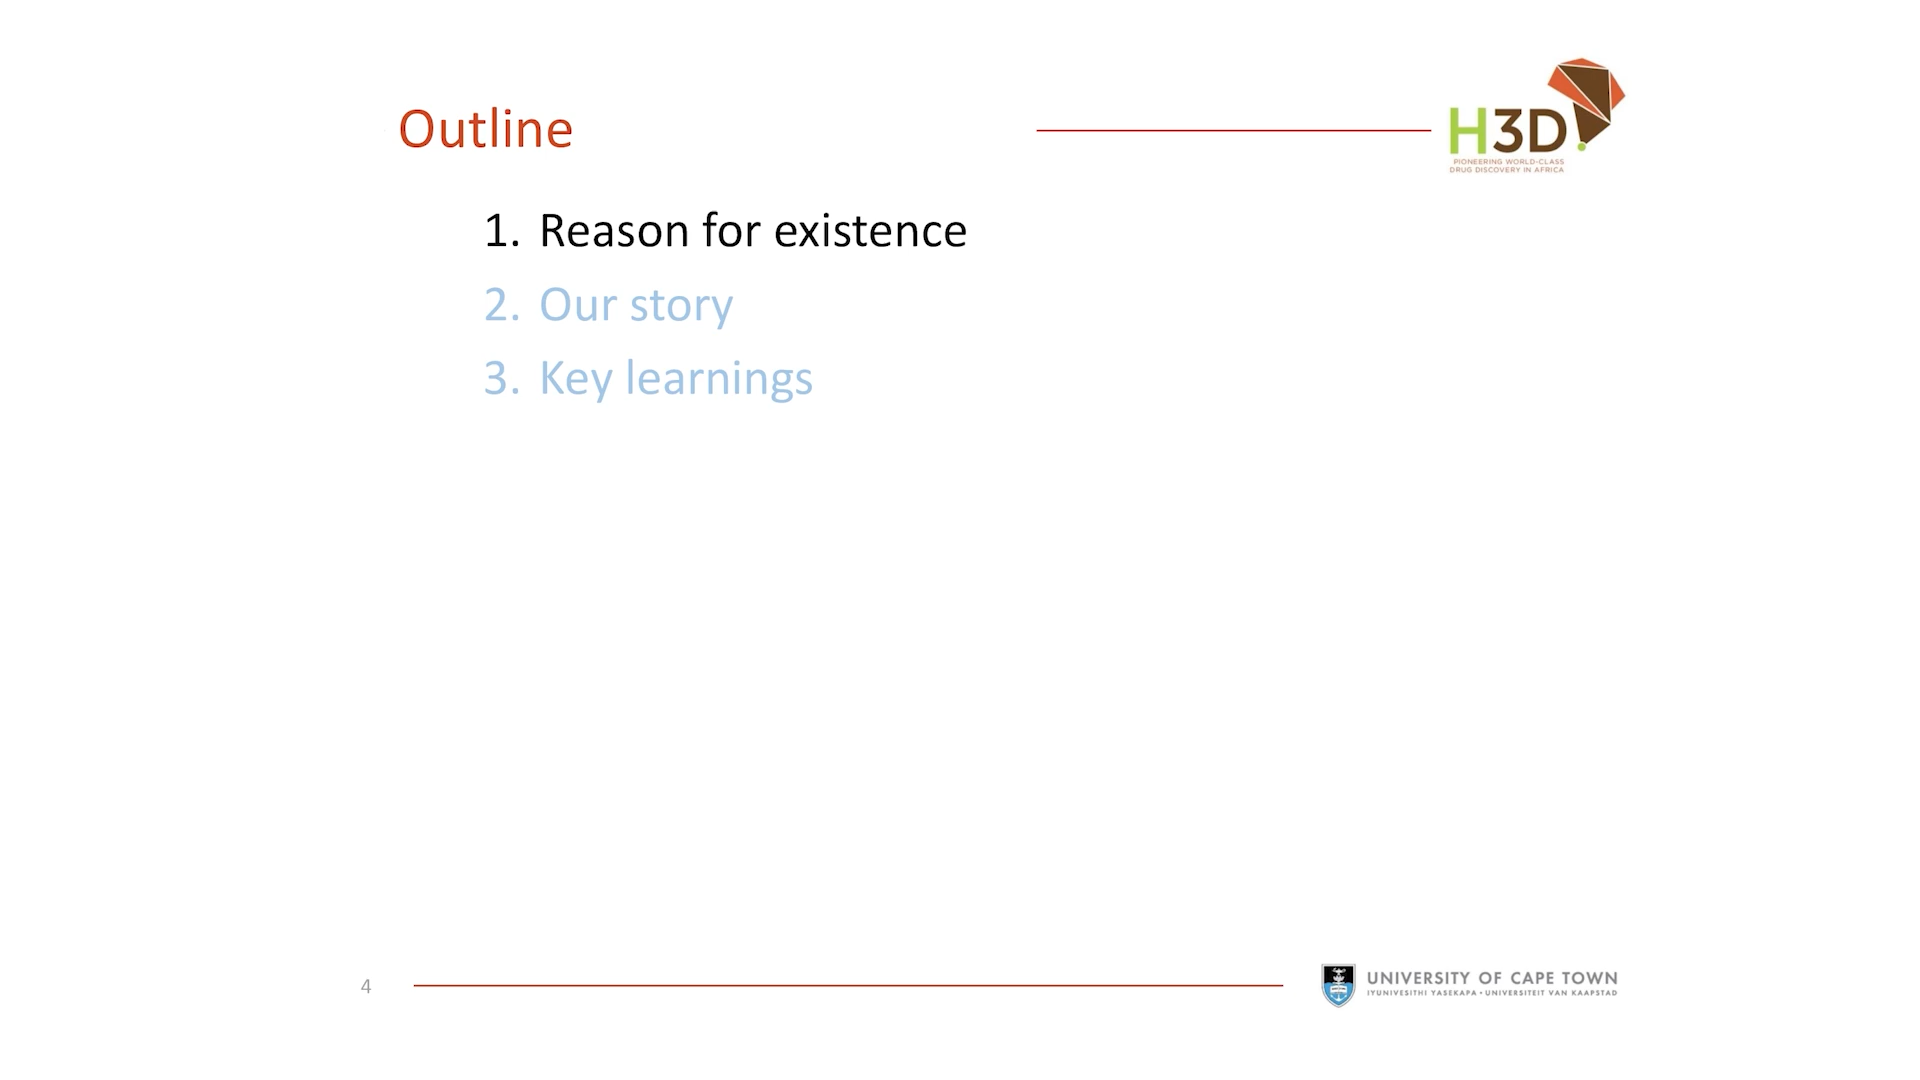 Outline
H3D
PIONEERING WORLD-CLASS
DRUG DISCOVERY IN AFRICA
1. Reason for existence
2. Our story
3. Key learnings
4
UNIVERSITY OF CAPE TOWN
IYUNIVESITHI YASEKAPA • UNIVERSITEIT VAN KAAPSTAD